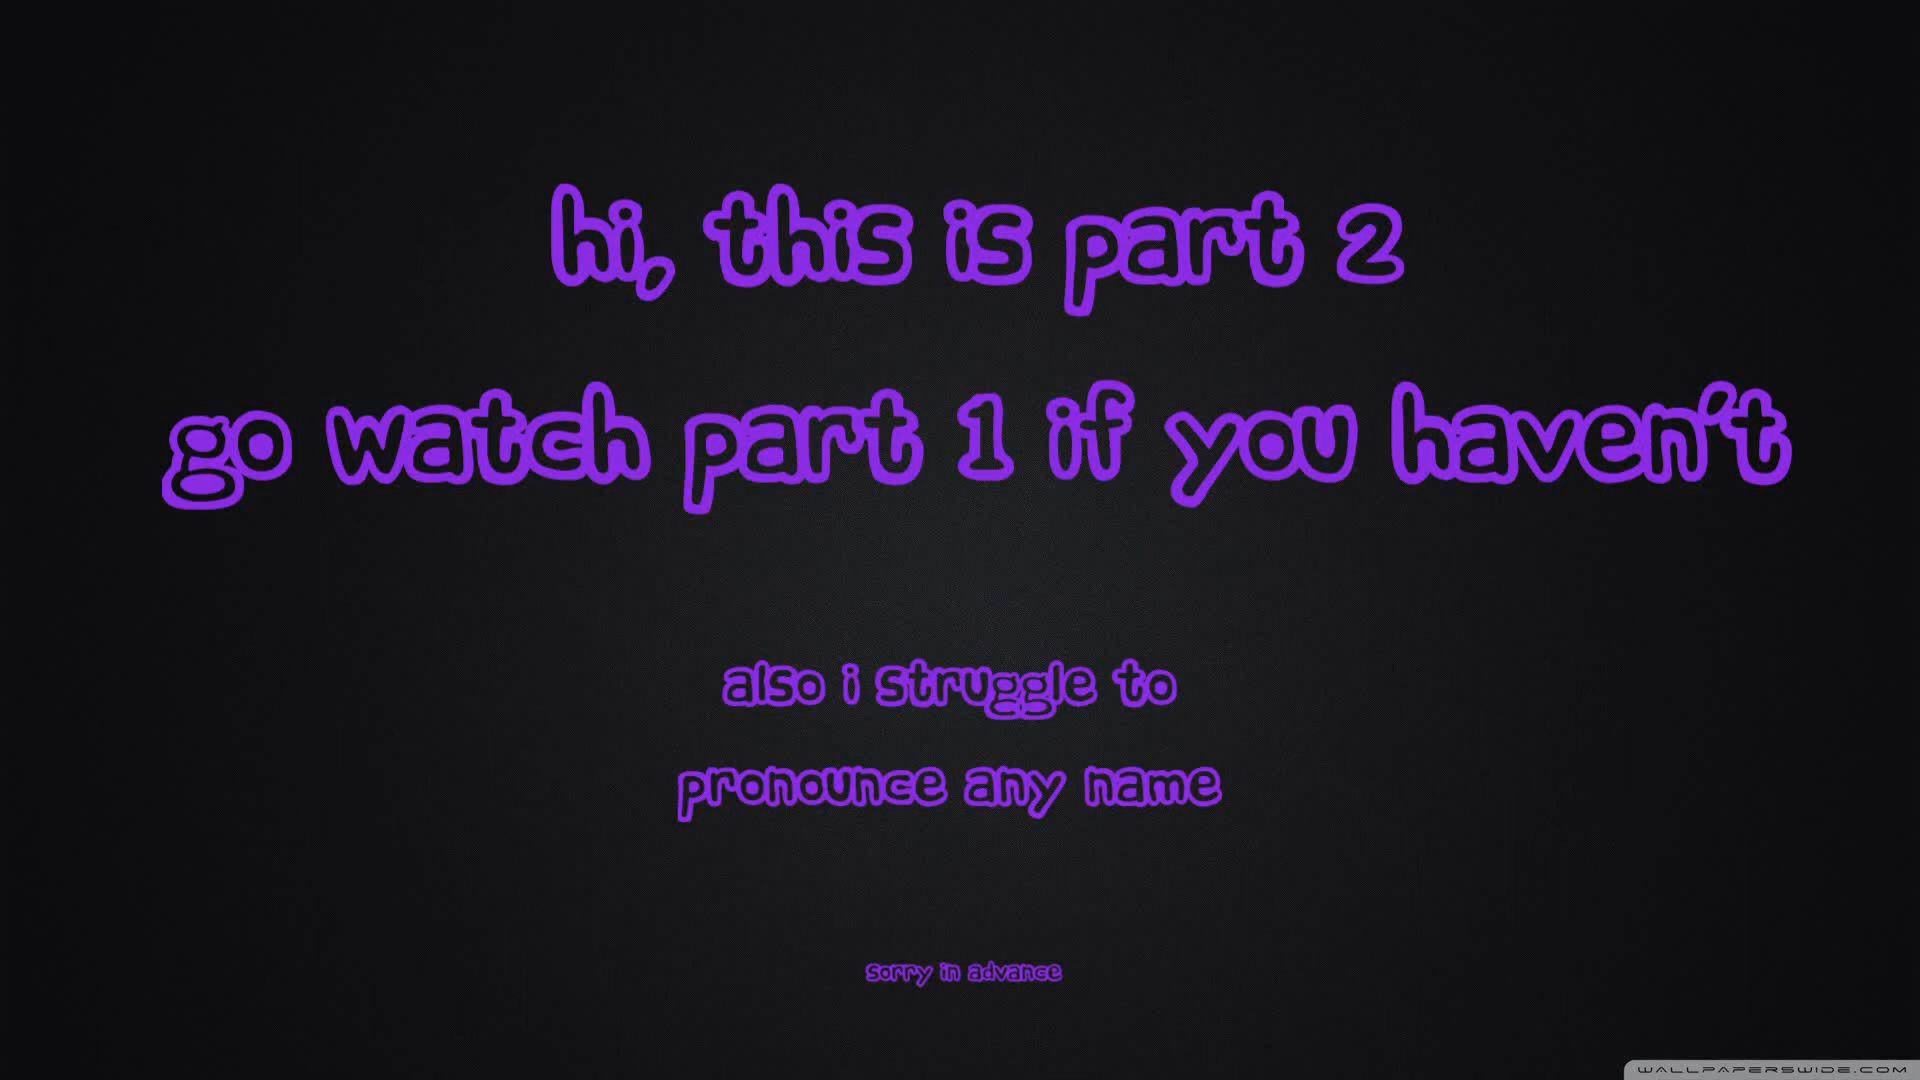 hi, this is part 2
go watch part 1 if you haven't
also i struggle to
pronounce any name
sorry in advance
WALLPAPERSWIDE.COM